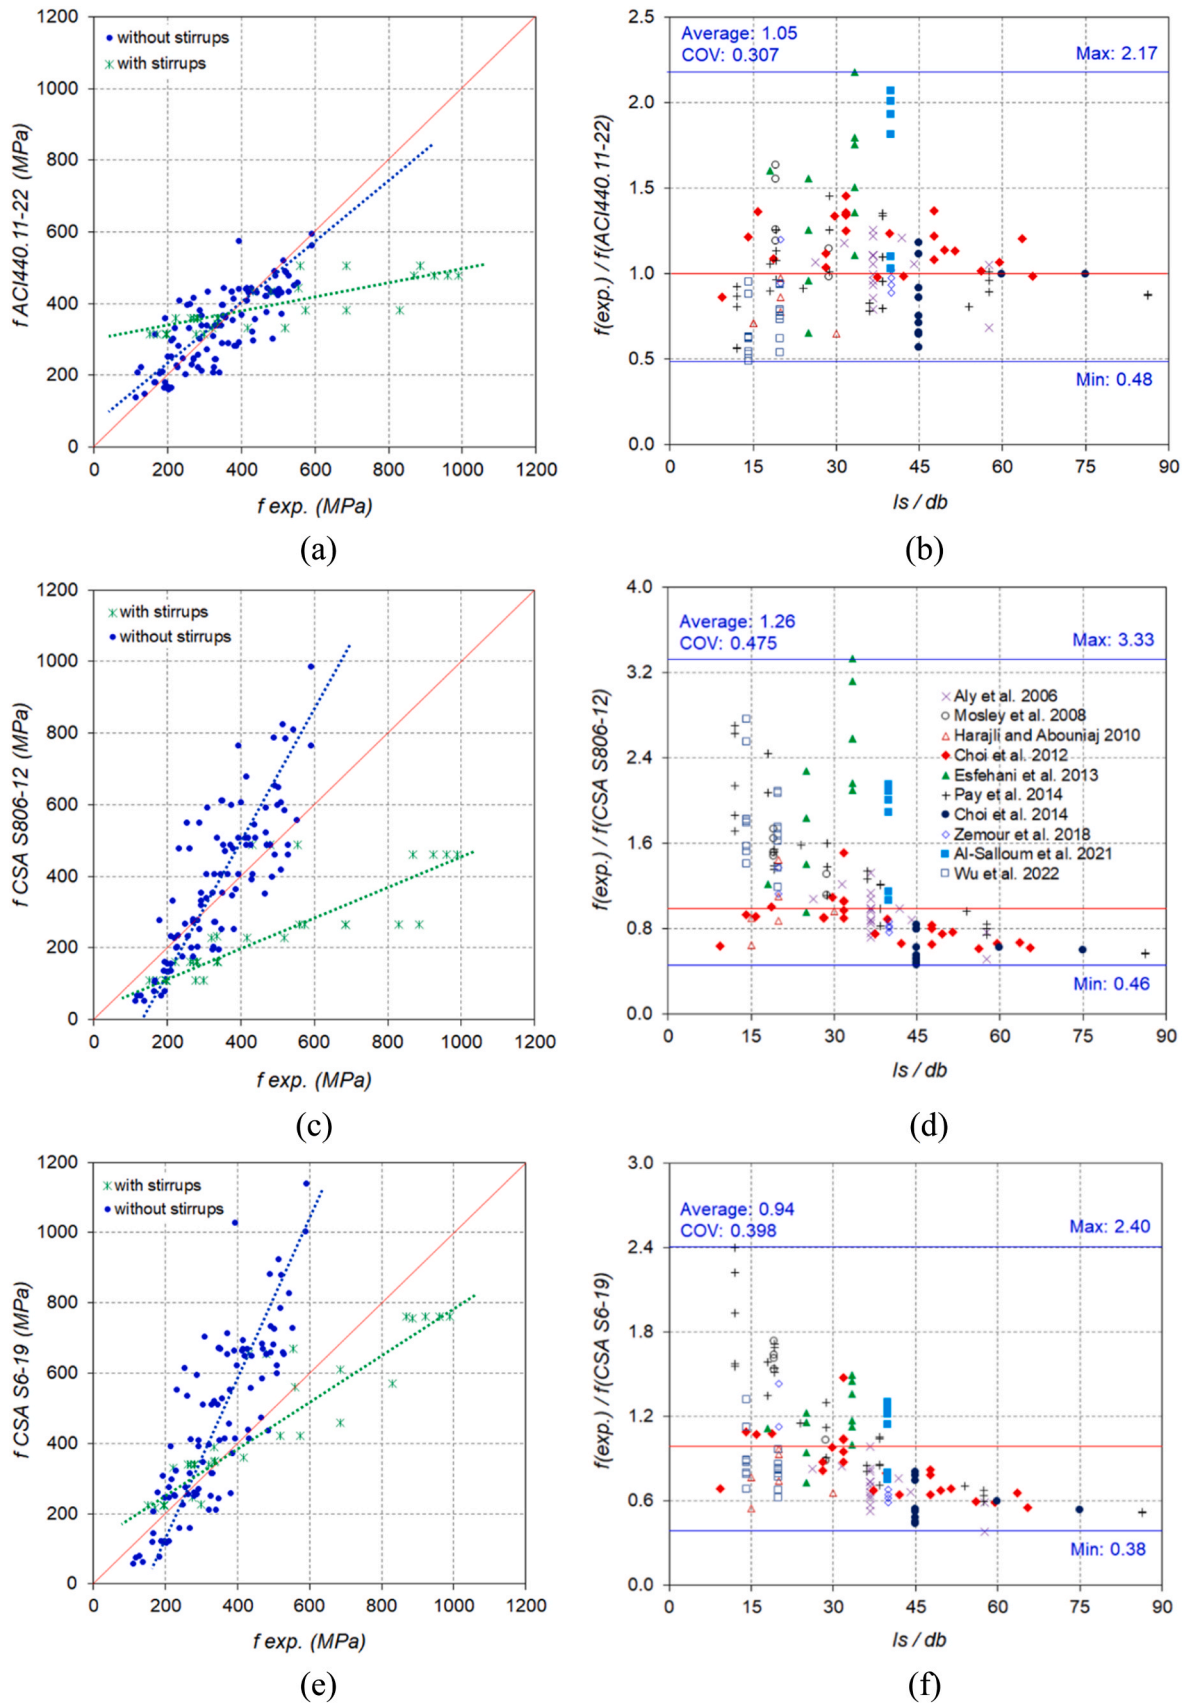 1200
1000
800
600
400
200
0
f ACI440.11-22 (MPa)
without stirrups
with stirrups
0 200 400 600 800 1000 1200
f exp. (MPa)
(a)
2.5
2.0
1.5
1.0
0.5
0.0
f(exp.) / f(ACI440.11-22)
Average: 1.05
COV: 0.307
Max: 2.17
Min: 0.48
0 15 30 45 60 75 90
ls / db
(b)
1200
1000
800
600
400
200
0
f CSA S806-12 (MPa)
with stirrups
without stirrups
0 200 400 600 800 1000 1200
f exp. (MPa)
(c)
4.0
3.2
2.4
1.6
0.8
0.0
f(exp.) / f(CSA S806-12)
Average: 1.26
COV: 0.475
Max: 3.33
Aly et al. 2006
Mosley et al. 2008
Harajli and Abouniaj 2010
Choi et al. 2012
Esfehani et al. 2013
Pay et al. 2014
Choi et al. 2014
Zemour et al. 2018
Al-Salloum et al. 2021
Wu et al. 2022
Min: 0.46
0 15 30 45 60 75 90
ls / db
(d)
1200
1000
800
600
400
200
0
f CSA S6-19 (MPa)
with stirrups
without stirrups
0 200 400 600 800 1000 1200
f exp. (MPa)
(e)
3.0
2.4
1.8
1.2
0.6
0.0
f(exp.) / f(CSA S6-19)
Average: 0.94
COV: 0.398
Max: 2.40
Min: 0.38
0 15 30 45 60 75 90
ls / db
(f)